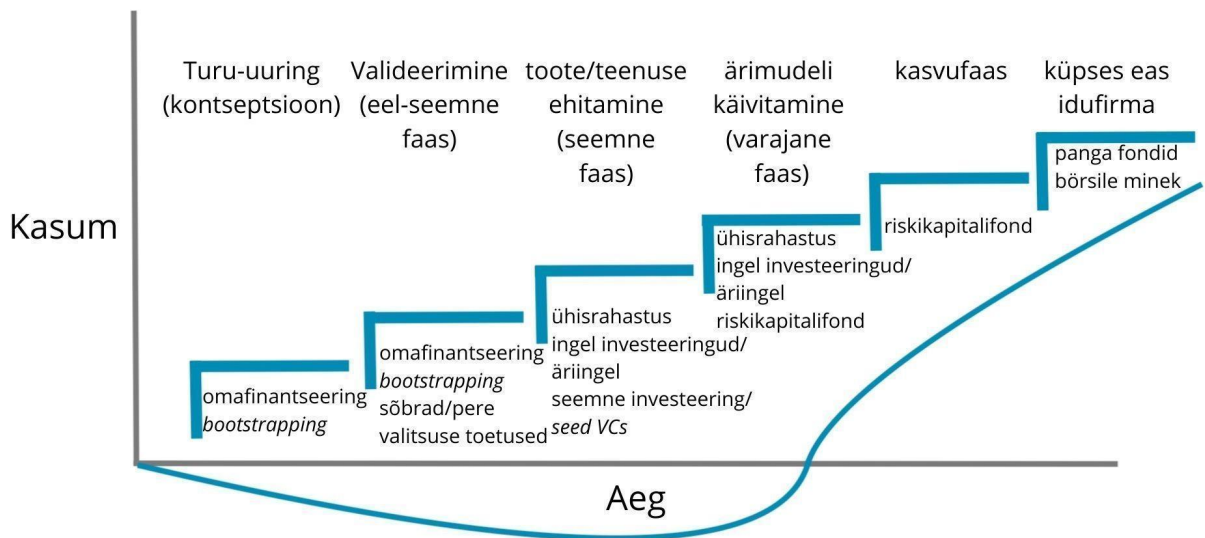 Turu-uuring
(kontseptsioon)
Valideerimine
(eel-seemne
faas)
toote/teenuse
ehitamine
(seemne
faas)
ärimudeli
käivitamine
(varajane
faas)
kasvufaas
küpses eas
idufirma
Kasum
omafinantseering
bootstrapping
omafinantseering
bootstrapping
sõbrad/pere
valitsuse toetused
ühisrahastus
ingel investeeringud/
äriingel
seemne investeering/
seed VCs
ühisrahastus
ingel investeeringud/
äriingel
riskikapitalifond
riskikapitalifond
panga fondid
börsile minek
Aeg